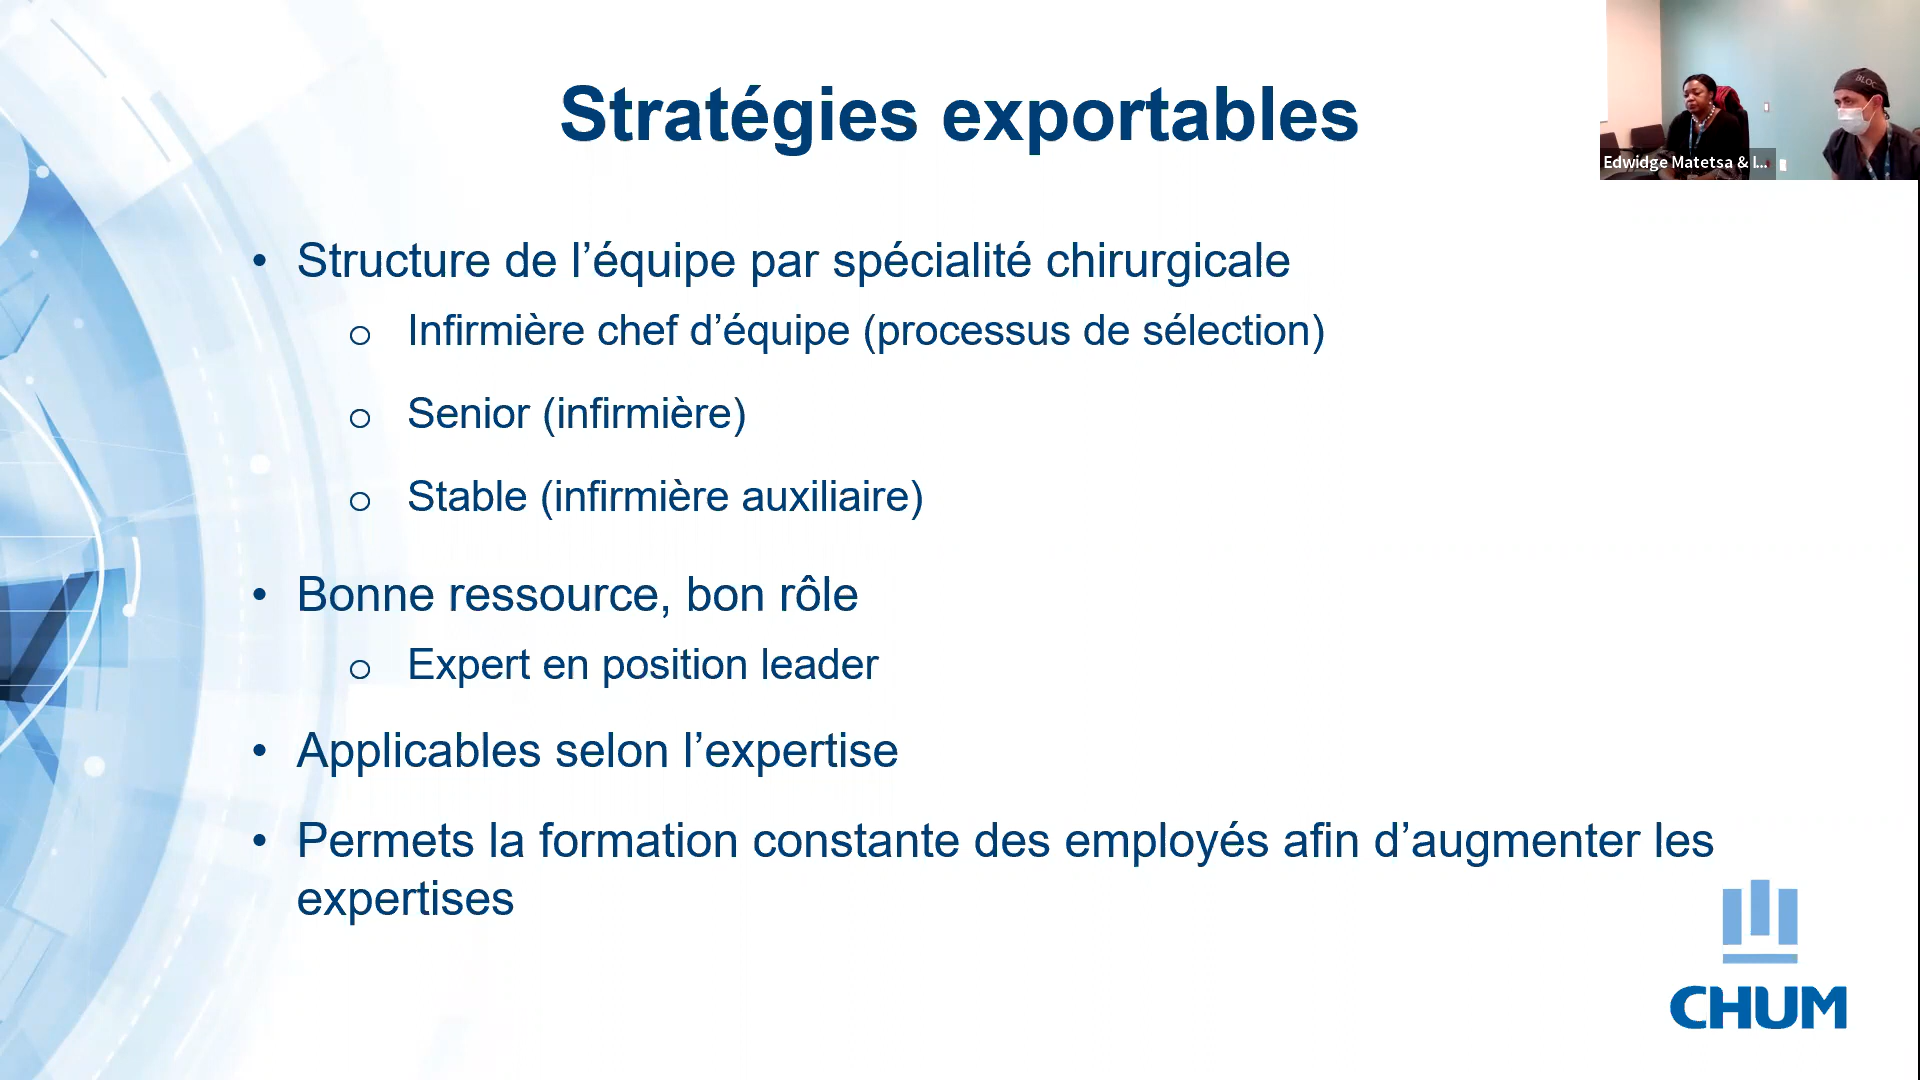 Stratégies exportables
BLOC
Edwidge Matetsa & I...
• Structure de l’équipe par spécialité chirurgicale
o Infirmière chef d’équipe (processus de sélection)
o Senior (infirmière)
o Stable (infirmière auxiliaire)
• Bonne ressource, bon rôle
o Expert en position leader
• Applicables selon l’expertise
• Permets la formation constante des employés afin d’augmenter les
expertises
CHUM